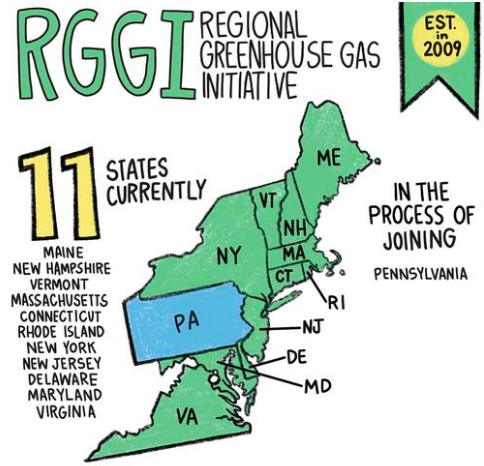 RGGI
REGIONAL
GREENHOUSE GAS
INITIATIVE
EST.
in
2009
11
STATES
CURRENTLY
MAINE
NEW HAMPSHIRE
VERMONT
MASSACHUSETTS
CONNECTICUT
RHODE ISLAND
NEW YORK
NEW JERSEY
DELAWARE
MARYLAND
VIRGINIA
IN THE
PROCESS OF
JOINING
PENNSYLVANIA
ME
VT
NH
NY
MA
CT
RI
PA
NJ
DE
MD
VA